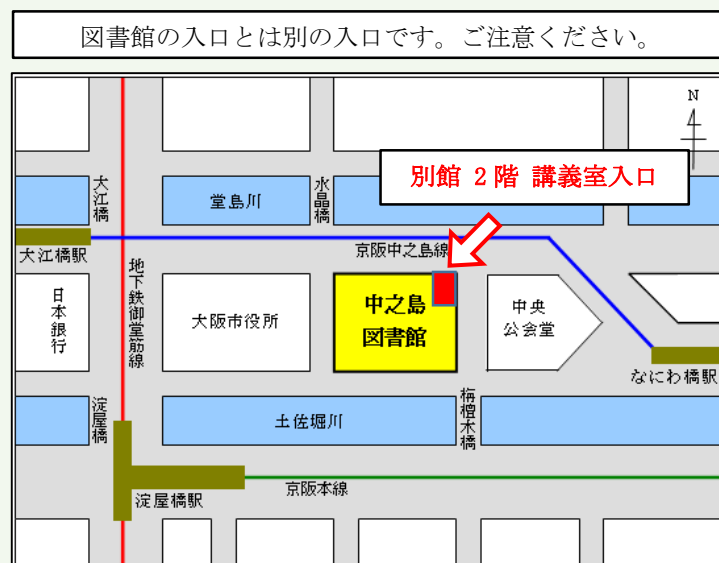 図書館の入口とは別の入口です。ご注意ください。
N
別館 2階 講義室入口
大江橋
堂島川
水晶橋
大江橋駅
京阪中之島線
日本銀行
地下鉄御堂筋線
大阪市役所
中之島
図書館
中央
公会堂
なにわ橋駅
淀屋橋
土佐堀川
栴檀木橋
淀屋橋駅
京阪本線